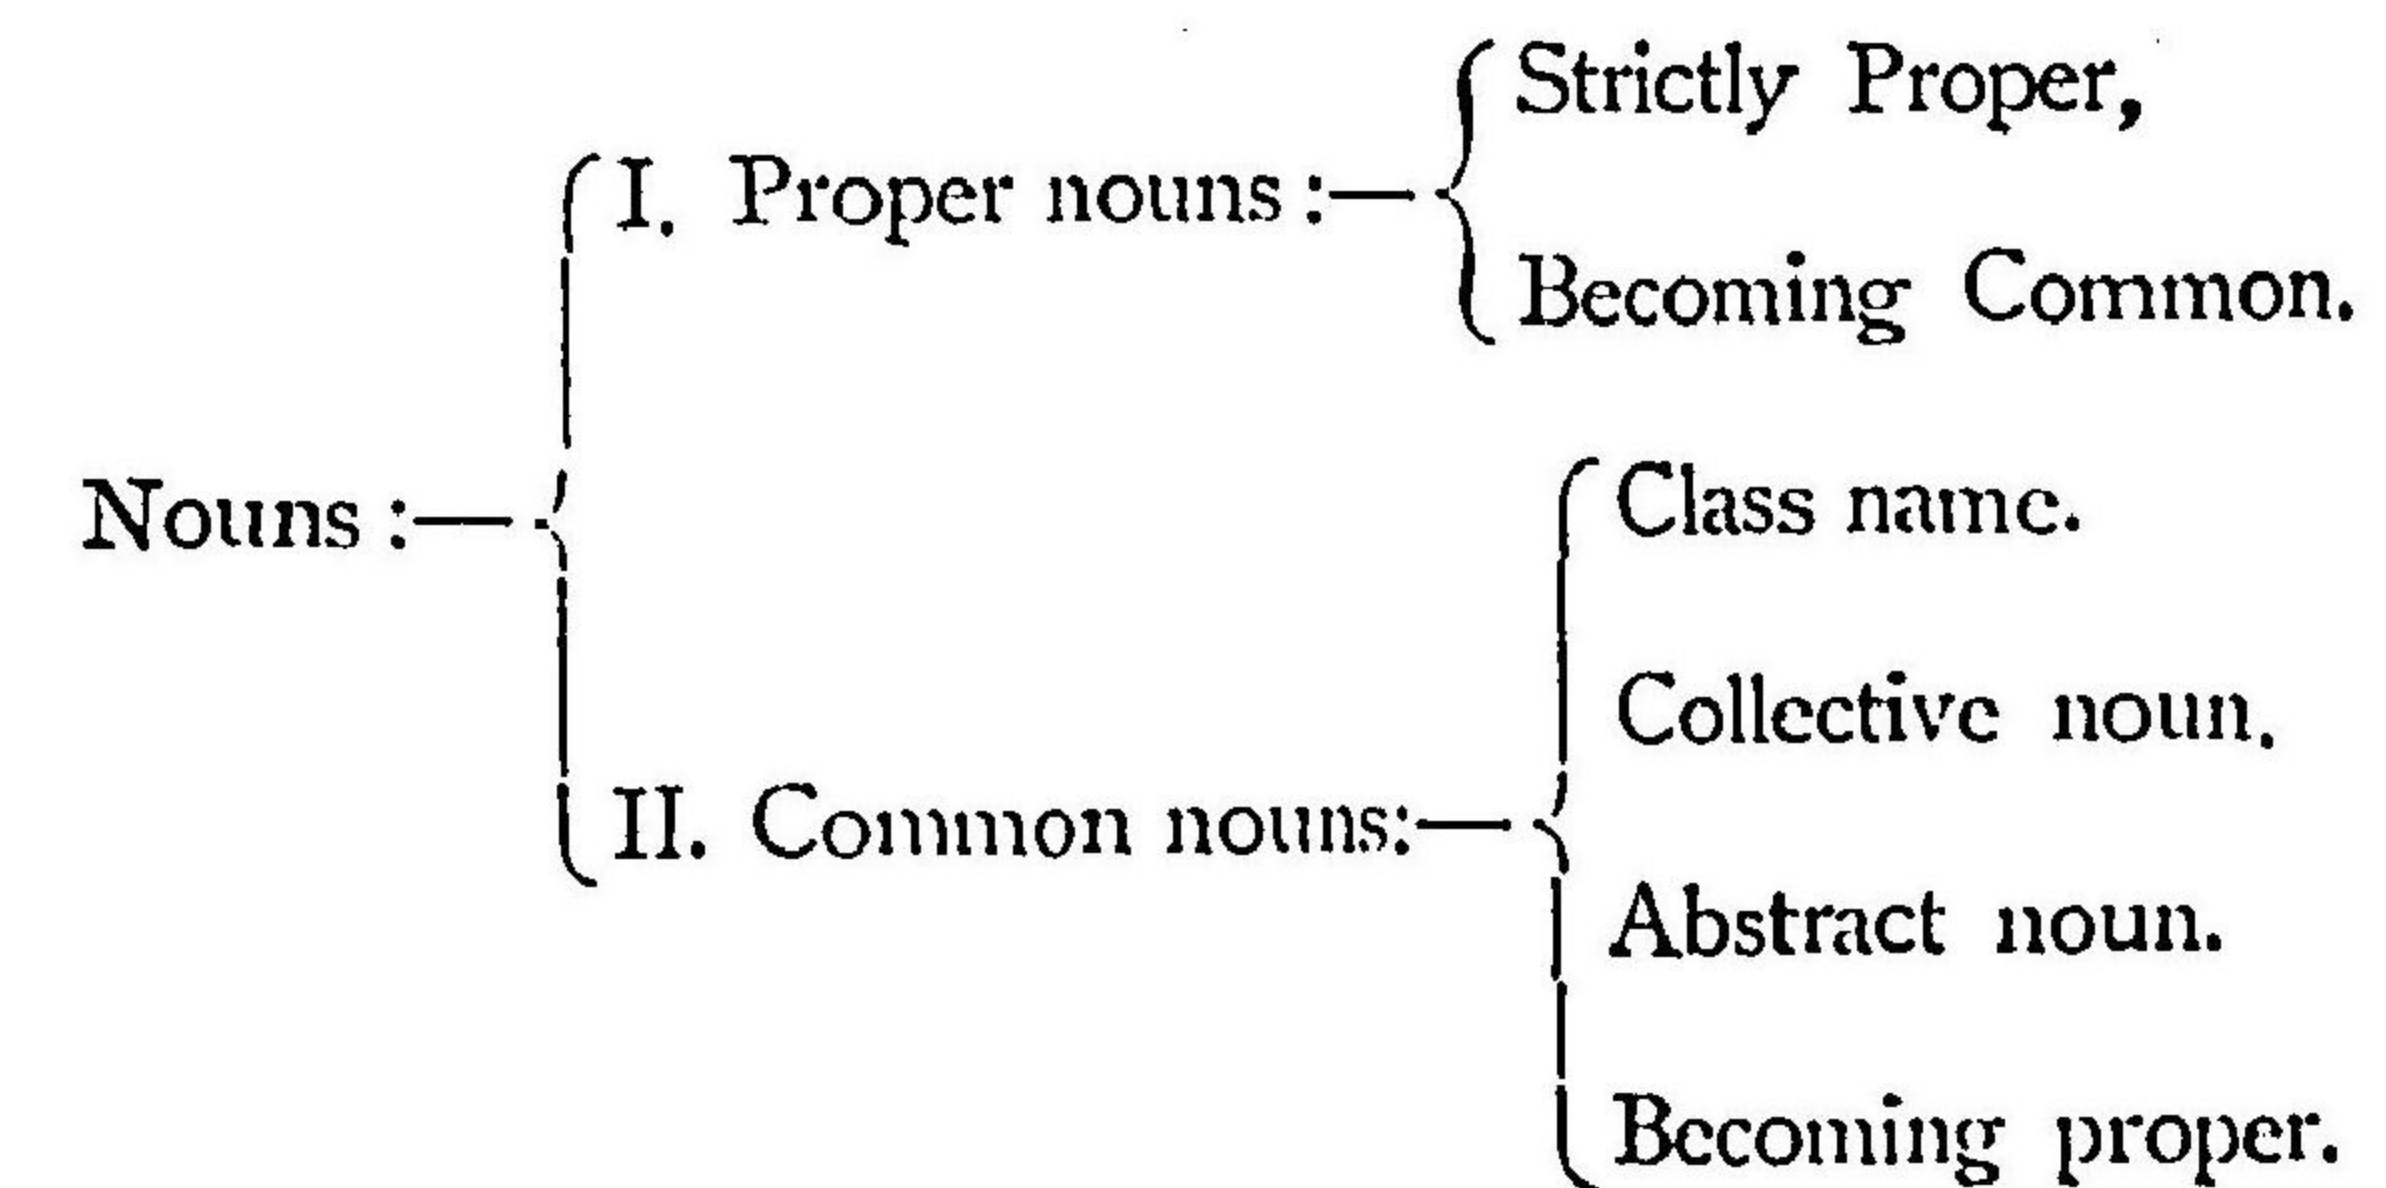 Strictly Proper,
I. Proper nouns :—
Becoming Common.
Nouns :—
Class name.
Collective noun.
II. Common nouns:—
Abstract noun.
Becoming proper.